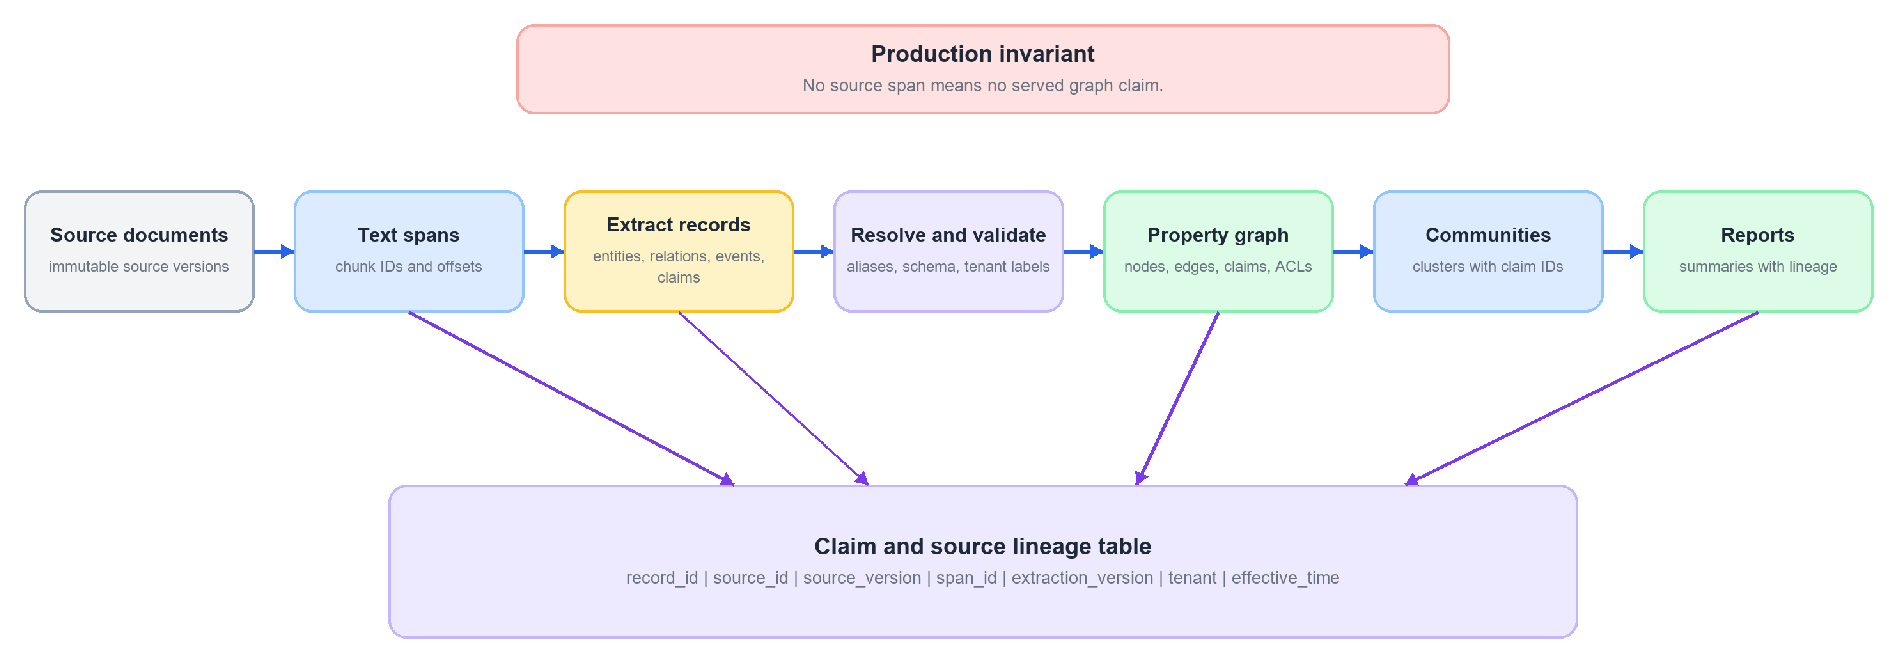 Production invariant
No source span means no served graph claim.
Source documents
immutable source versions
Text spans
chunk IDs and offsets
Extract records
entities, relations, events,
claims
Resolve and validate
aliases, schema, tenant labels
Property graph
nodes, edges, claims, ACLs
Communities
clusters with claim IDs
Reports
summaries with lineage
Claim and source lineage table
record_id | source_id | source_version | span_id | extraction_version | tenant | effective_time